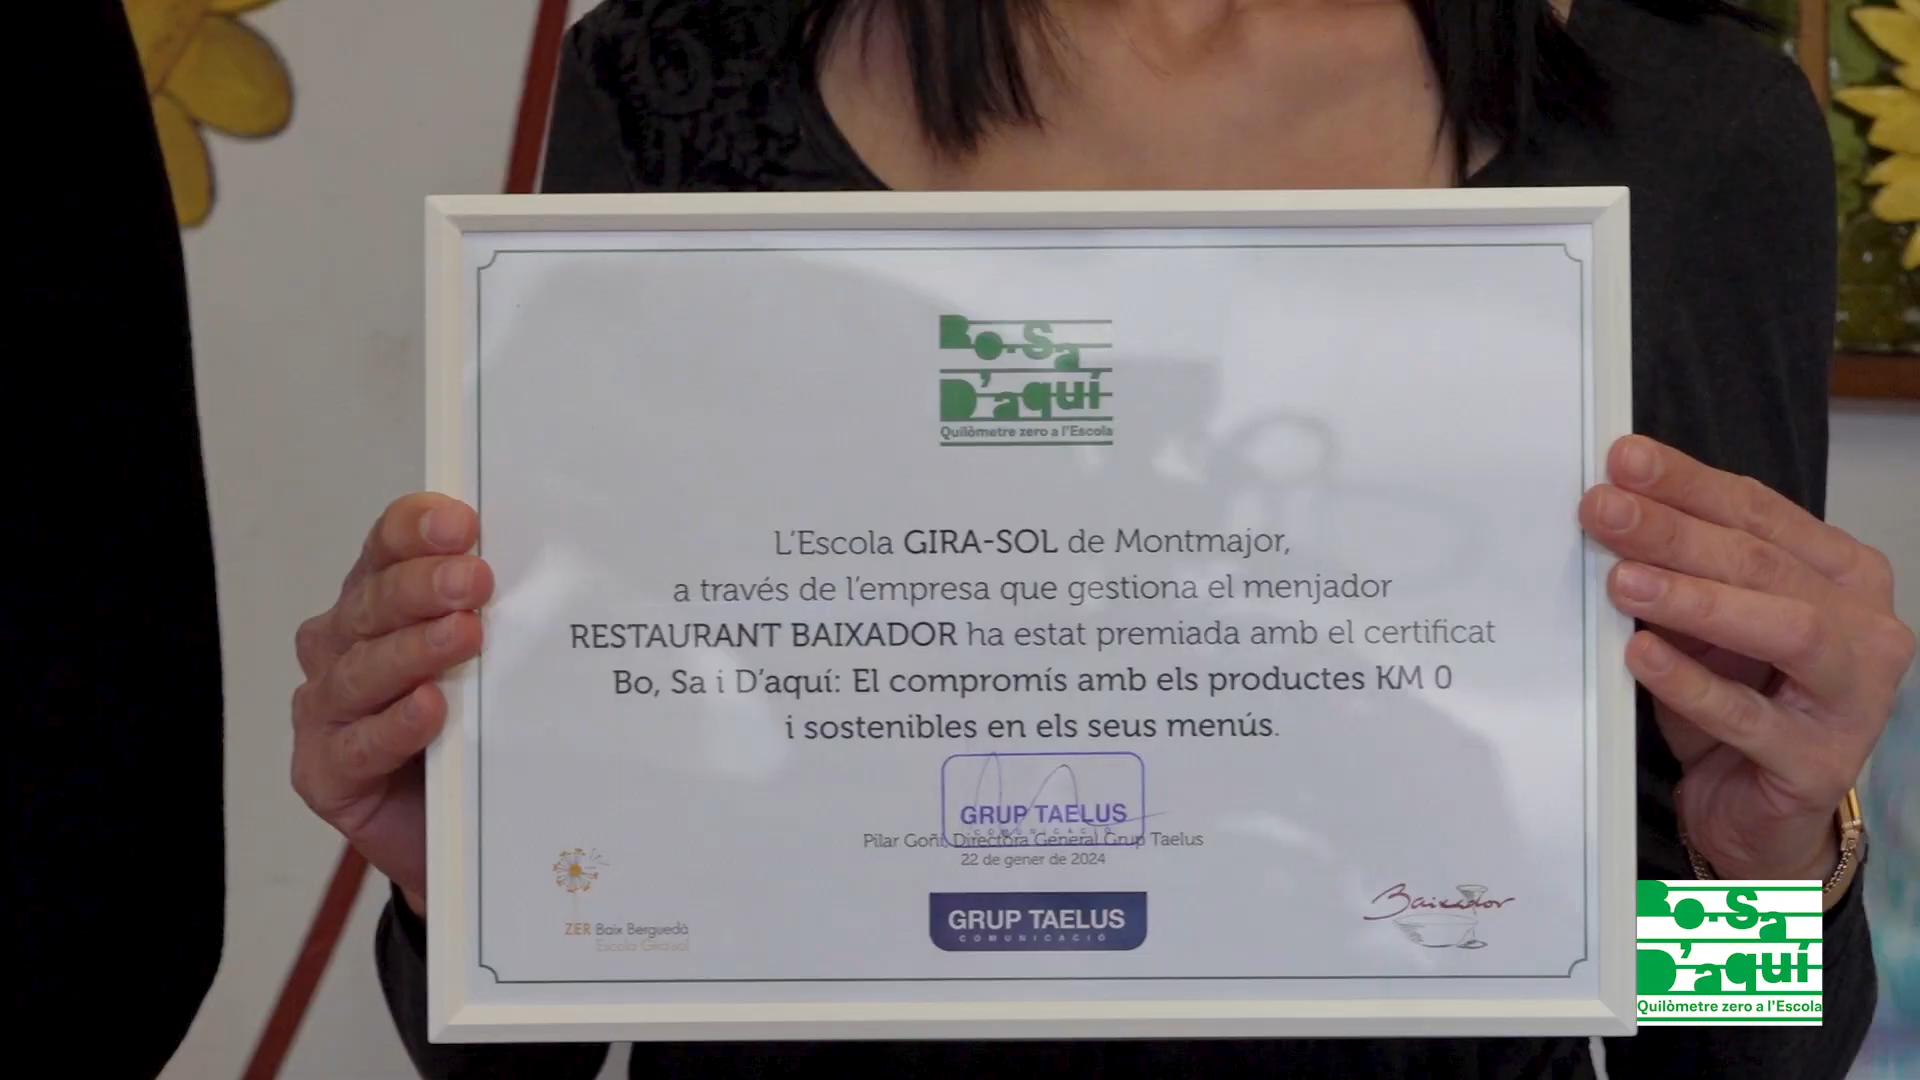 Bo. Sa
D'aquí
Quilòmetre zero a l'Escola
L'Escola GIRA-SOL de Montmajor,
a través de l'empresa que gestiona el menjador
RESTAURANT BAIXADOR ha estat premiada amb el certificat
Bo, Sa i D'aquí: El compromís amb els productes KM 0
i sostenibles en els seus menús.
GRUP TAELUS
COMUNICACIÓ
Pilar Goñi, Directora General Grup Taelus
22 de gener de 2024
ZER Baix Berguedà
Escola Gira-sol
GRUP TAELUS
COMUNICACIÓ
Baixador
Bo. Sa
D'aquí
Quilòmetre zero a l'Escola